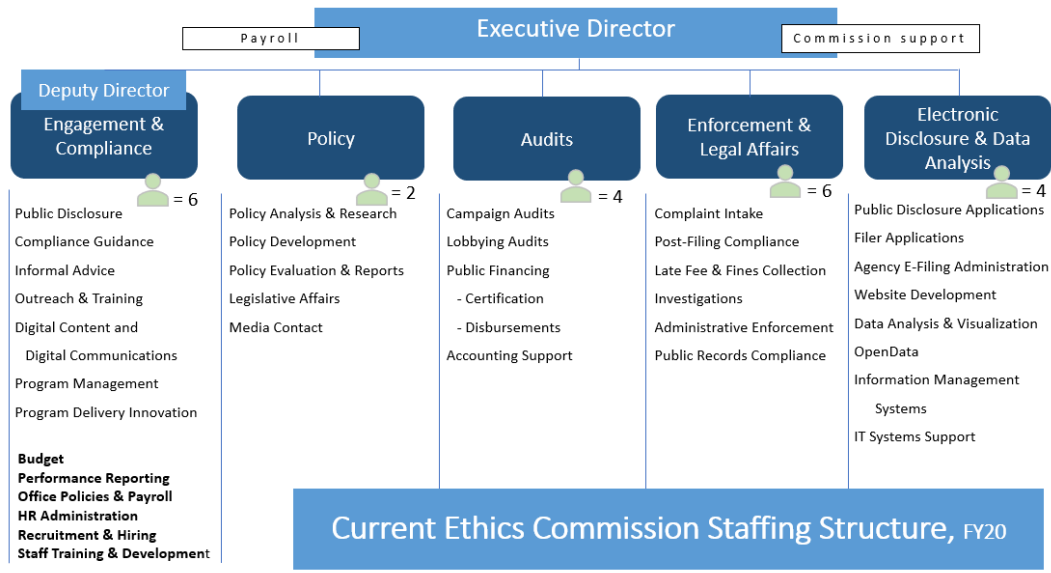 Executive Director
Payroll
Commission support
Deputy Director
Engagement &
Compliance
= 6
Public Disclosure
Compliance Guidance
Informal Advice
Outreach & Training
Digital Content and
Digital Communications
Program Management
Program Delivery Innovation
Budget
Performance Reporting
Office Policies & Payroll
HR Administration
Recruitment & Hiring
Staff Training & Development
Policy
= 2
Policy Analysis & Research
Policy Development
Policy Evaluation & Reports
Legislative Affairs
Media Contact
Audits
= 4
Campaign Audits
Lobbying Audits
Public Financing
- Certification
- Disbursements
Accounting Support
Enforcement &
Legal Affairs
= 6
Complaint Intake
Post-Filing Compliance
Late Fee & Fines Collection
Investigations
Administrative Enforcement
Public Records Compliance
Electronic
Disclosure & Data
Analysis
= 4
Public Disclosure Applications
Filer Applications
Agency E-Filing Administration
Website Development
Data Analysis & Visualization
OpenData
Information Management
Systems
IT Systems Support
Current Ethics Commission Staffing Structure, FY20